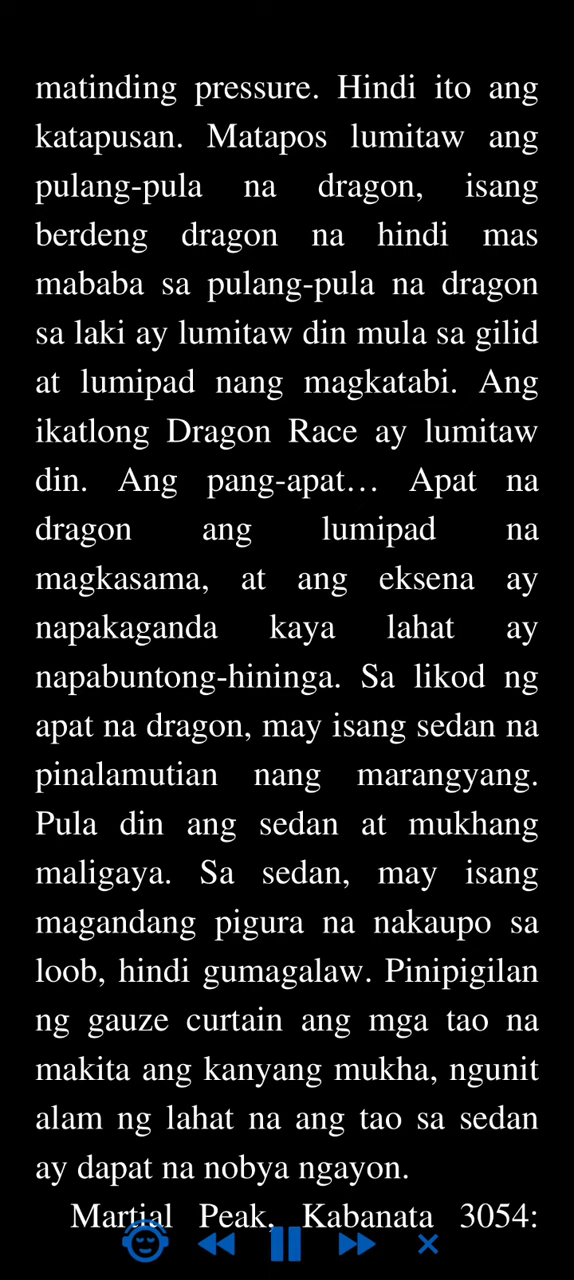 matinding pressure. Hindi ito ang
katapusan. Matapos lumitaw ang
pulang-pula na dragon, isang
berdeng dragon na hindi mas
mababa sa pulang-pula na dragon
sa laki ay lumitaw din mula sa gilid
at lumipad nang magkatabi. Ang
ikatlong Dragon Race ay lumitaw
din. Ang pang-apat… Apat na
dragon ang lumipad na
magkasama, at ang eksena ay
napakaganda kaya lahat ay
napabuntong-hininga. Sa likod ng
apat na dragon, may isang sedan na
pinalamutian nang marangyang.
Pula din ang sedan at mukhang
maligaya. Sa sedan, may isang
magandang pigura na nakaupo sa
loob, hindi gumagalaw. Pinipigilan
ng gauze curtain ang mga tao na
makita ang kanyang mukha, ngunit
alam ng lahat na ang tao sa sedan
ay dapat na nobya ngayon.
Martial Peak, Kabanata 3054: